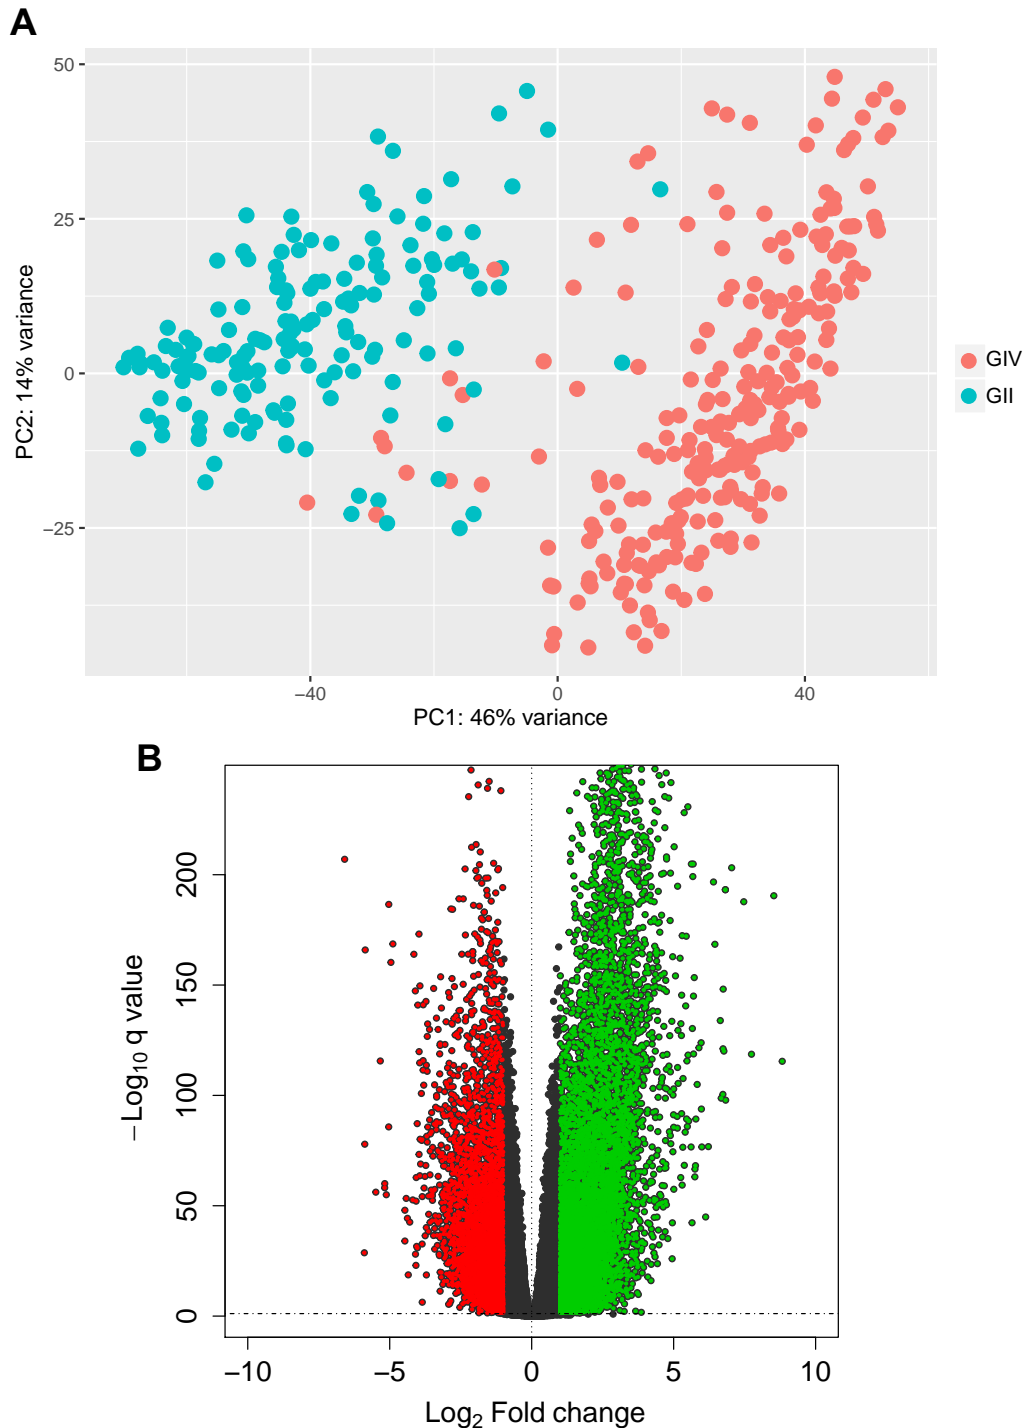 A
50
25
0
−25
PC2: 14% variance
−40
0
40
PC1: 46% variance
GIV
GII
B
200
150
100
50
0
−Log10 q value
−10
−5
0
5
10
Log2 Fold change